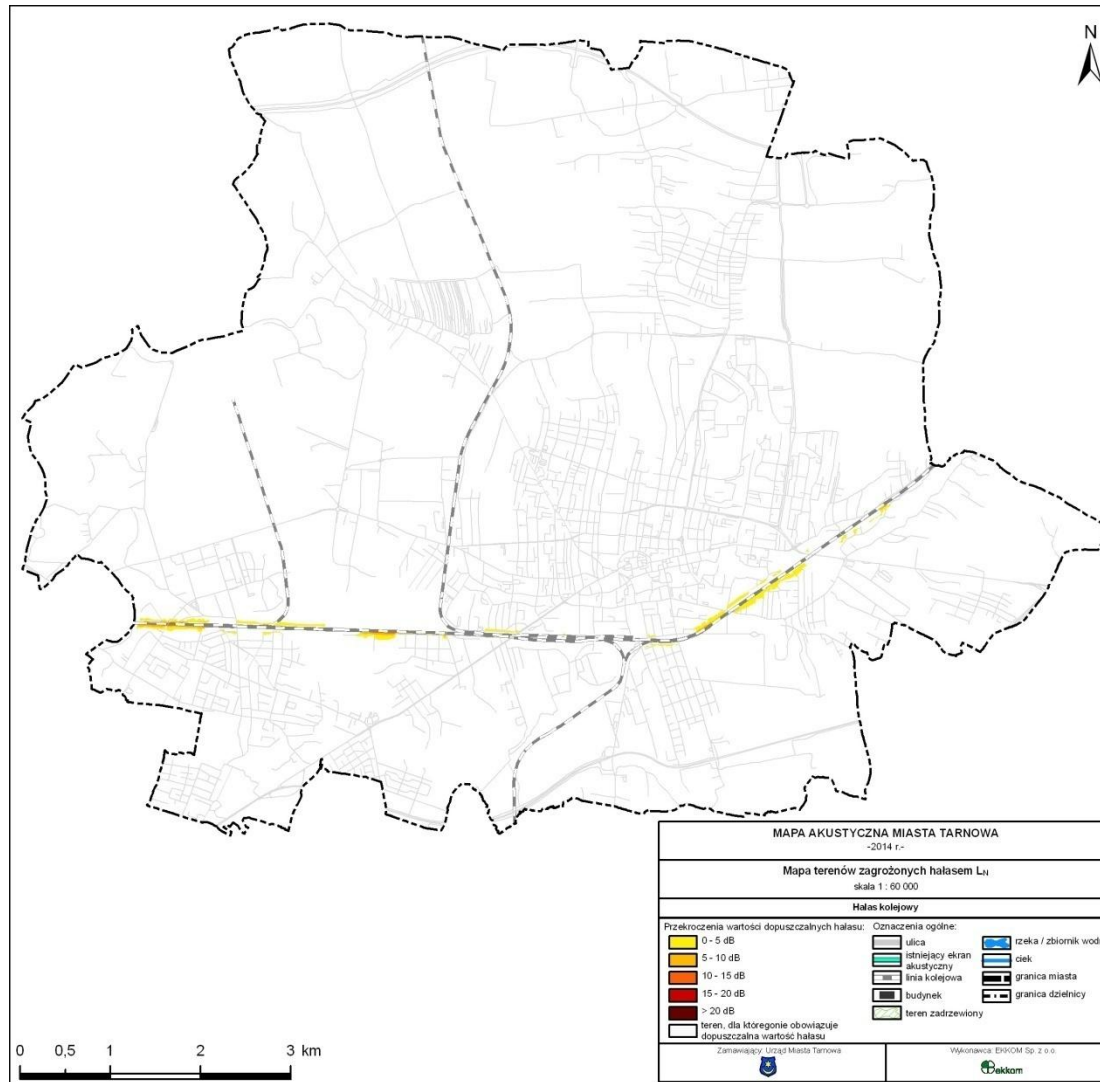 N
MAPA AKUSTYCZNA MIASTA TARNOWA
-2014 r.-
Mapa terenów zagrożonych hałasem LN
skala 1 : 60 000
Hałas kolejowy
Przekroczenia wartości dopuszczalnych hałasu:
0 - 5 dB
5 - 10 dB
10 - 15 dB
15 - 20 dB
> 20 dB
teren, dla któregonie obowiązuje
dopuszczalna wartość hałasu
Oznaczenia ogólne:
ulica
istniejący ekran
akustyczny
linia kolejowa
budynek
teren zadrzewiony
rzeka / zbiornik wodn
ciek
granica miasta
granica dzielnicy
Zamawiający: Urząd Miasta Tarnowa
Wykonawca: EKKOM Sp. z o.o.
ekkom
0 0,5 1 2 3 km